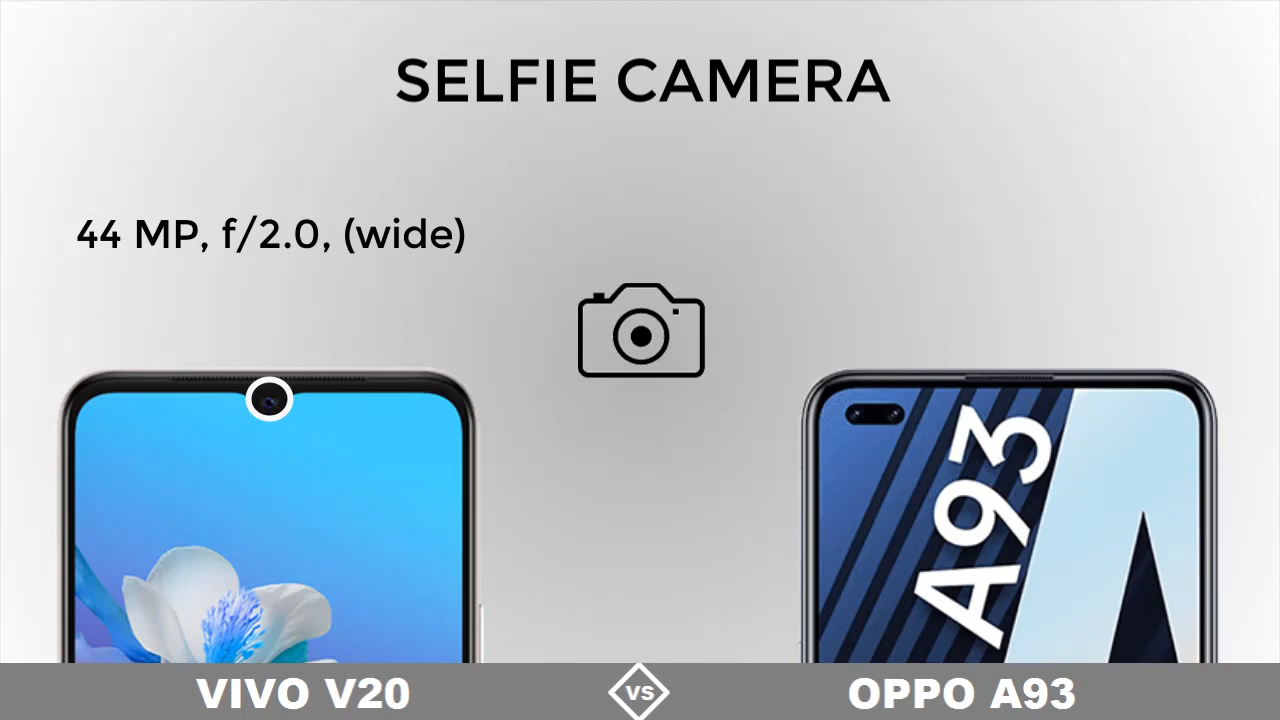 SELFIE CAMERA
44 MP, f/2.0, (wide)
A93
VIVO V20
VS
OPPO A93